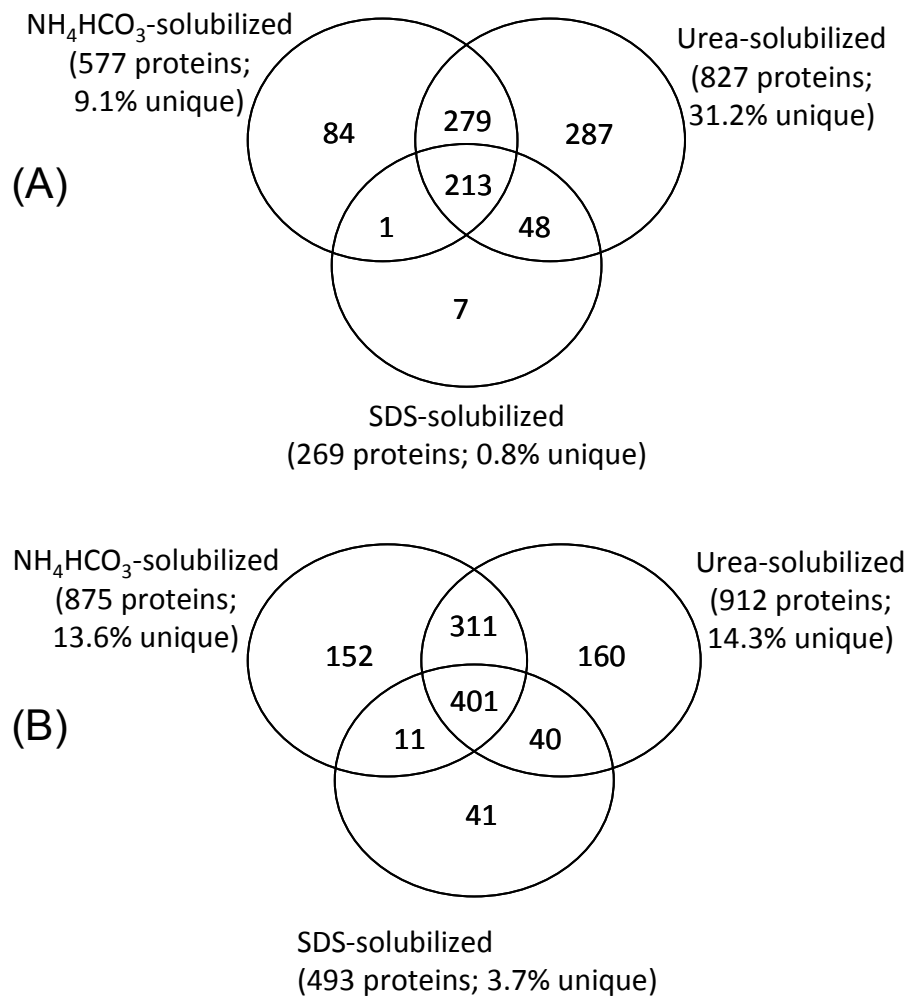 NH₄HCO₃-solubilized
(577 proteins;
9.1% unique)
Urea-solubilized
(827 proteins;
31.2% unique)
(A)
84
279
287
213
1
48
7
SDS-solubilized
(269 proteins; 0.8% unique)
NH₄HCO₃-solubilized
(875 proteins;
13.6% unique)
Urea-solubilized
(912 proteins;
14.3% unique)
(B)
152
311
160
401
11
40
41
SDS-solubilized
(493 proteins; 3.7% unique)